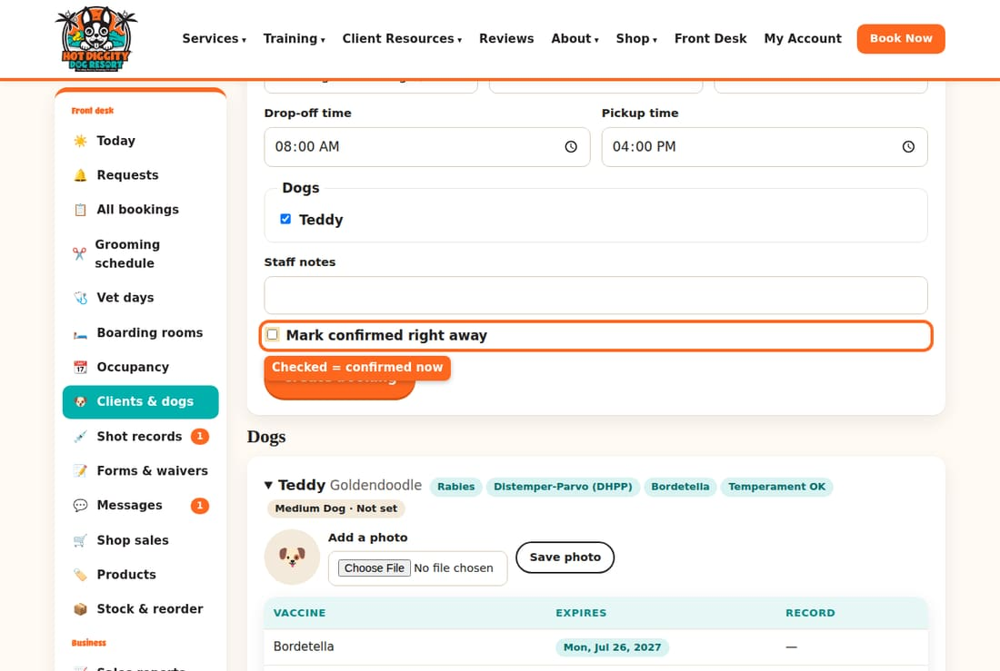 HOT DIGGITY
DOG RESORT
Services
Training
Client Resources
Reviews
About
Shop
Front Desk
My Account
Book Now
Front desk
Today
Requests
All bookings
Grooming
schedule
Vet days
Boarding rooms
Occupancy
Clients & dogs
Shot records 1
Forms & waivers
Messages 1
Shop sales
Products
Stock & reorder
Business
Drop-off time
Pickup time
08:00 AM
04:00 PM
Dogs
Teddy
Staff notes
Mark confirmed right away
Checked = confirmed now
Dogs
Teddy Goldendoodle Rabies Distemper-Parvo (DHPP) Bordetella Temperament OK
Medium Dog · Not set
Add a photo
Choose File No file chosen
Save photo
VACCINE EXPIRES RECORD
Bordetella Mon, Jul 26, 2027 —